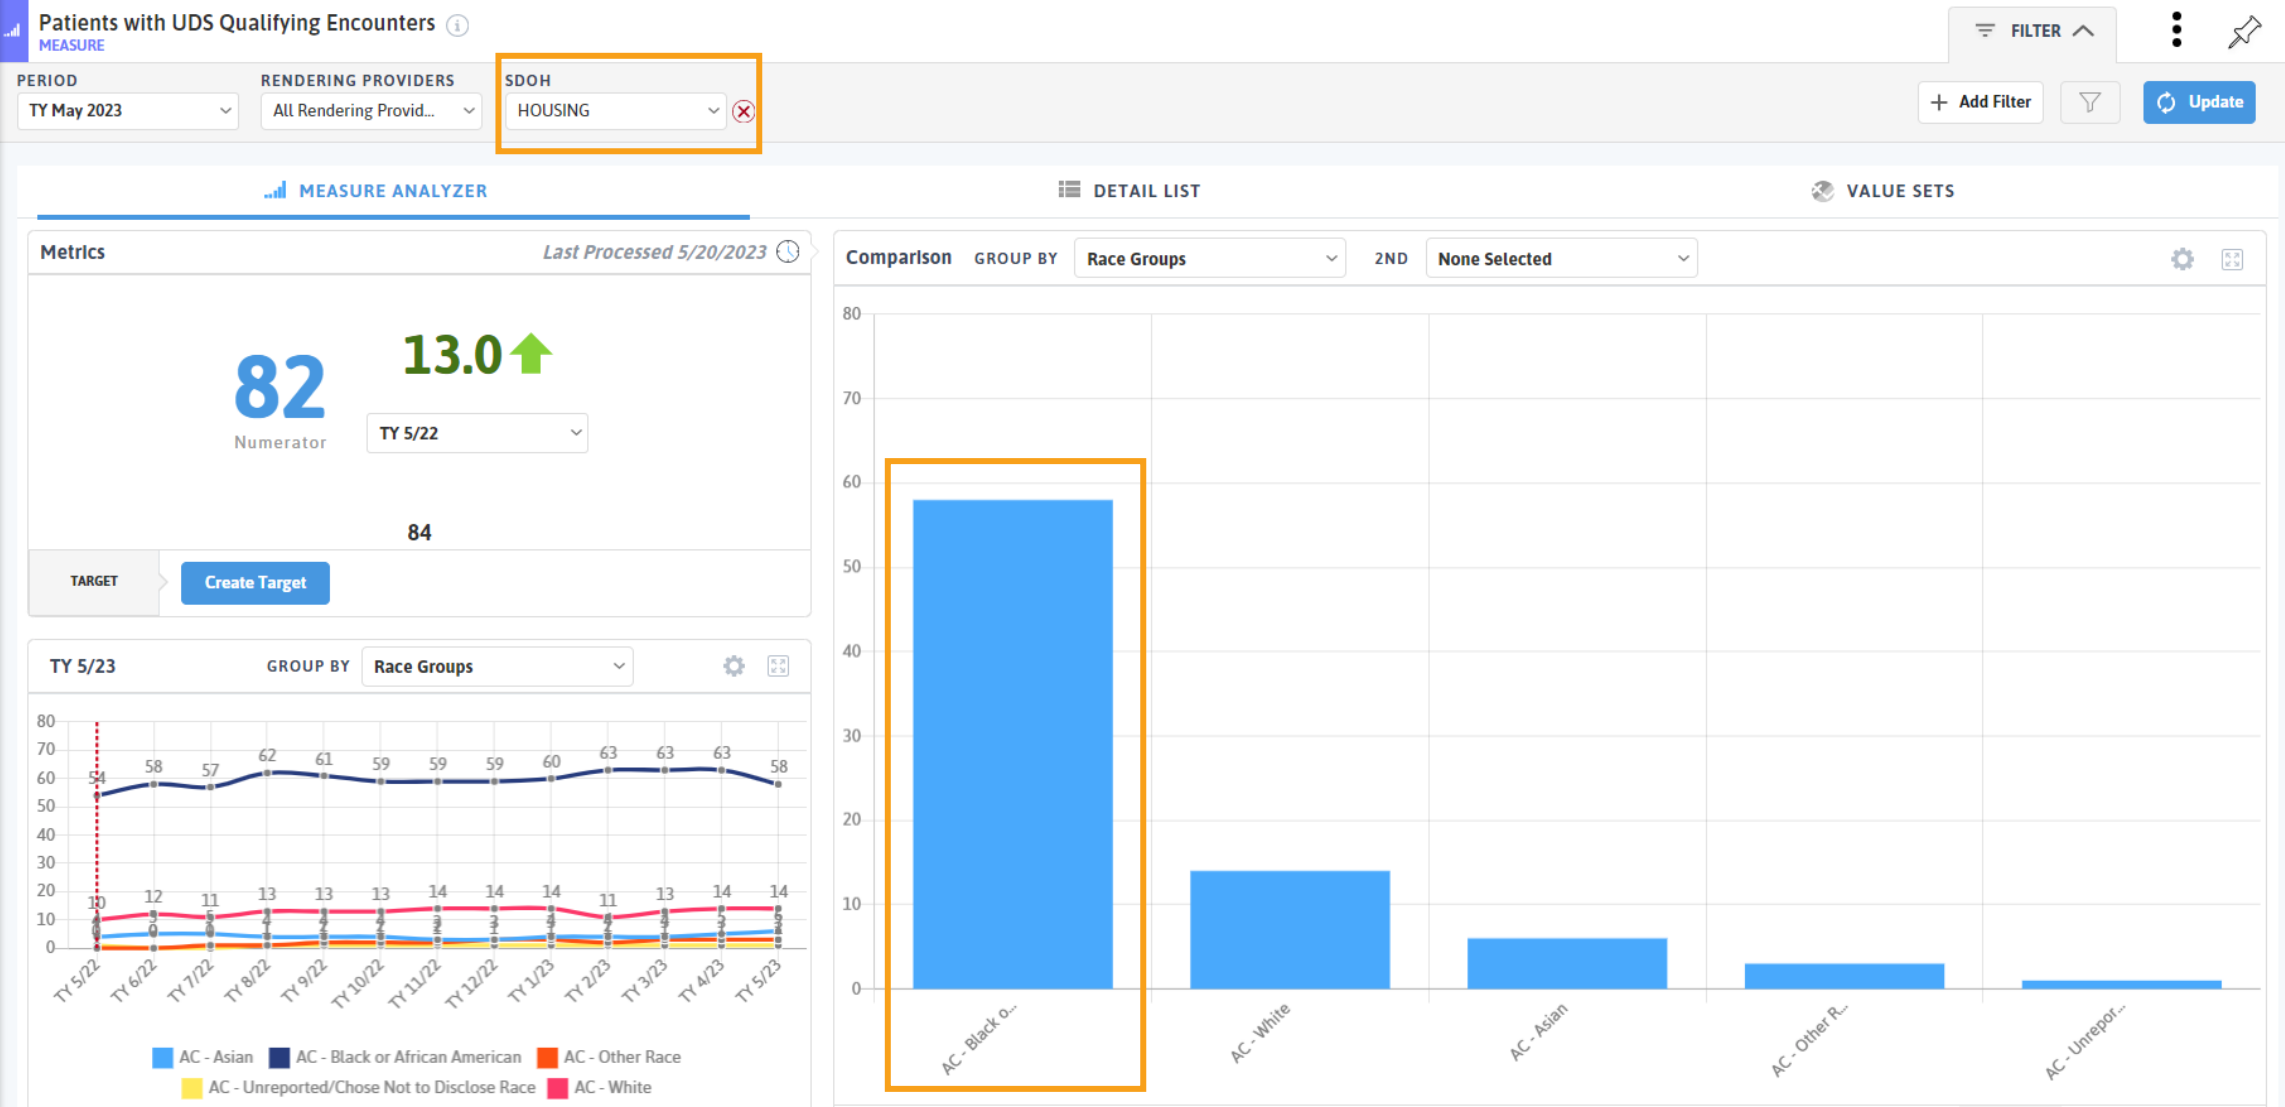 Patients with UDS Qualifying Encounters
MEASURE
FILTER
PERIOD
TY May 2023
RENDERING PROVIDERS
All Rendering Provid...
SDOH
HOUSING
Add Filter
Update
MEASURE ANALYZER
DETAIL LIST
VALUE SETS
Metrics
Last Processed 5/20/2023
82
Numerator
13.0
TY 5/22
84
TARGET
Create Target
TY 5/23
GROUP BY
Race Groups
80
70
60
50
40
30
20
10
0
54 58 57 62 61 59 59 59 60 63 63 63 58
10 12 11 13 13 13 14 14 14 11 13 14 14
TY 5/22 TY 6/22 TY 7/22 TY 8/22 TY 9/22 TY 10/22 TY 11/22 TY 12/22 TY 1/23 TY 2/23 TY 3/23 TY 4/23 TY 5/23
AC - Asian AC - Black or African American AC - Other Race
AC - Unreported/Chose Not to Disclose Race AC - White
Comparison
GROUP BY
Race Groups
2ND
None Selected
80
70
60
50
40
30
20
10
0
AC - Black o...
AC - White
AC - Asian
AC - Other R...
AC - Unrepor...